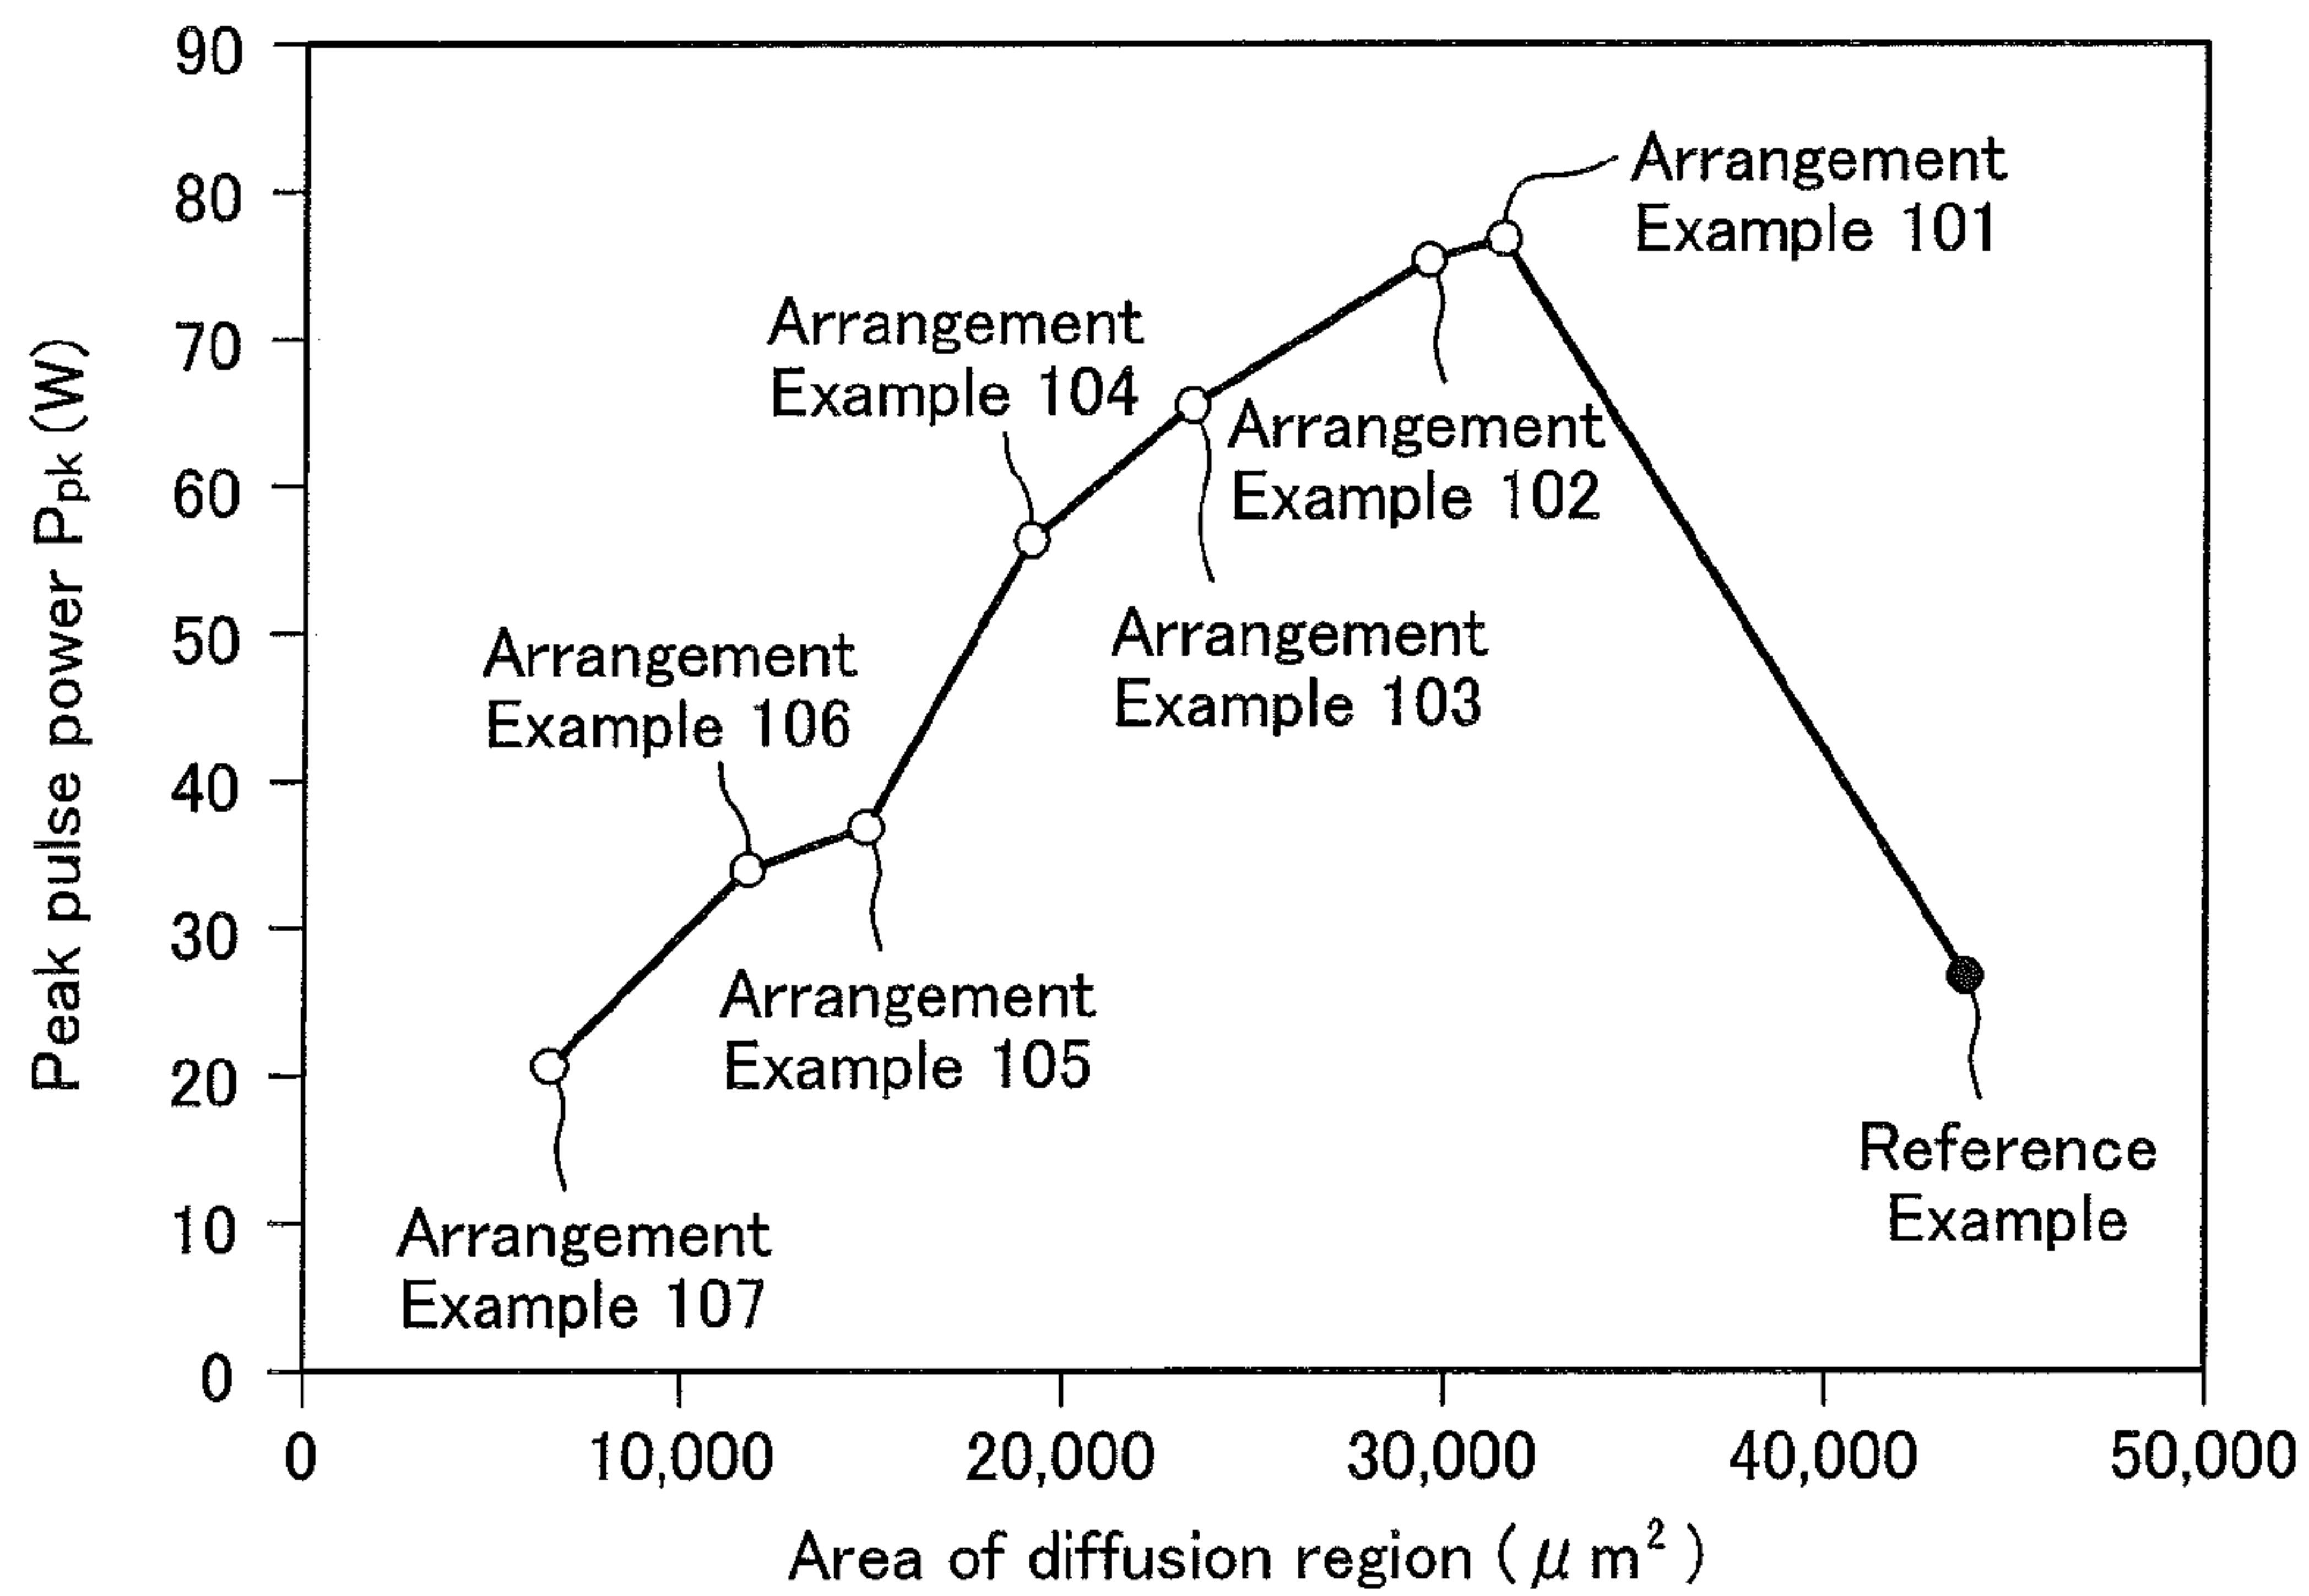 90
80
70
60
50
40
30
20
10
0
Peak pulse power Ppk (W)
Arrangement
Example 101
Arrangement
Example 104
Arrangement
Example 102
Arrangement
Example 103
Arrangement
Example 106
Arrangement
Example 105
Arrangement
Example 107
Reference
Example
0
10,000
20,000
30,000
40,000
50,000
Area of diffusion region (μm²)